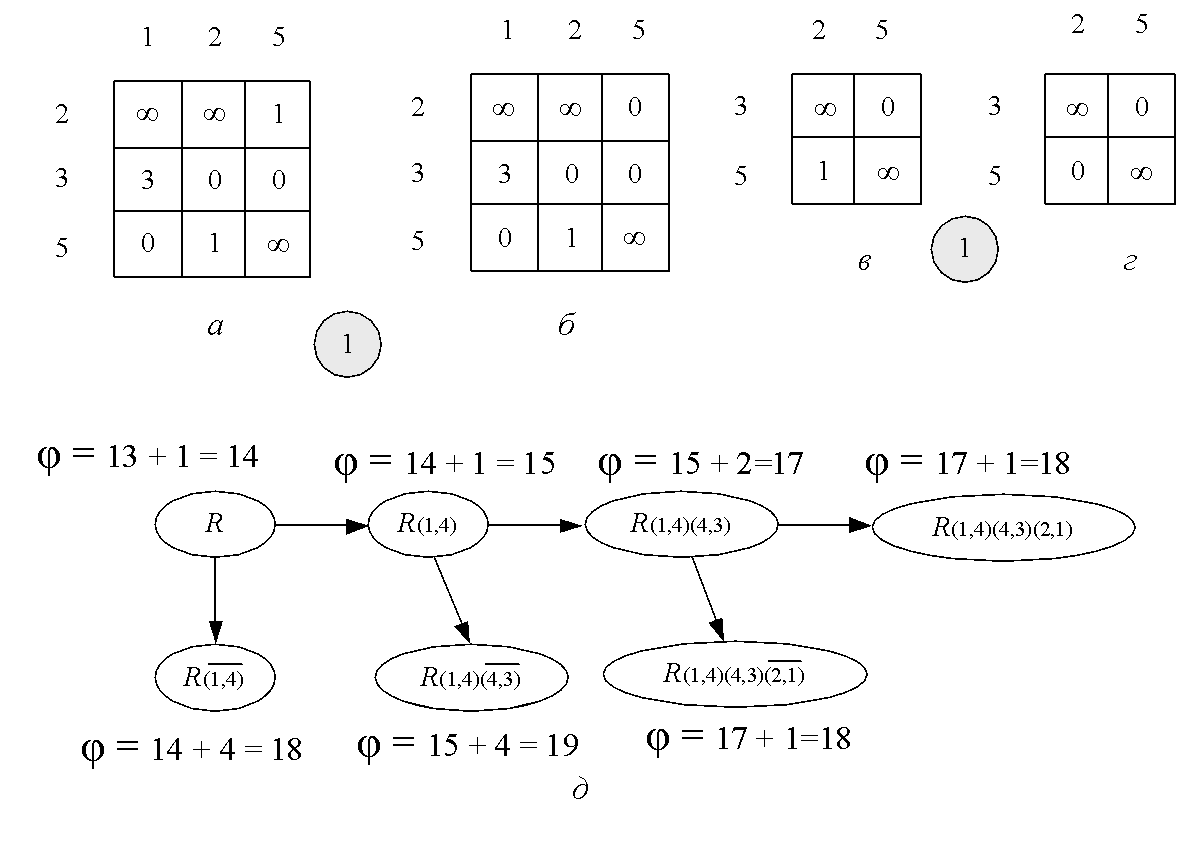 1 2 5
2 ∞ ∞ 1
3 3 0 0
5 0 1 ∞
а
1
1 2 5
2 ∞ ∞ 0
3 3 0 0
5 0 1 ∞
б
2 5
3 ∞ 0
5 1 ∞
в
1
2 5
3 ∞ 0
5 0 ∞
г
φ = 13 + 1 = 14
φ = 14 + 1 = 15
φ = 15 + 2=17
φ = 17 + 1=18
R
R(1,4)
R(1,4)(4,3)
R(1,4)(4,3)(2,1)
R(1,4)̅
R(1,4)(4,3)̅
R(1,4)(4,3)(2,1)̅
φ = 14 + 4 = 18
φ = 15 + 4 = 19
φ = 17 + 1=18
д